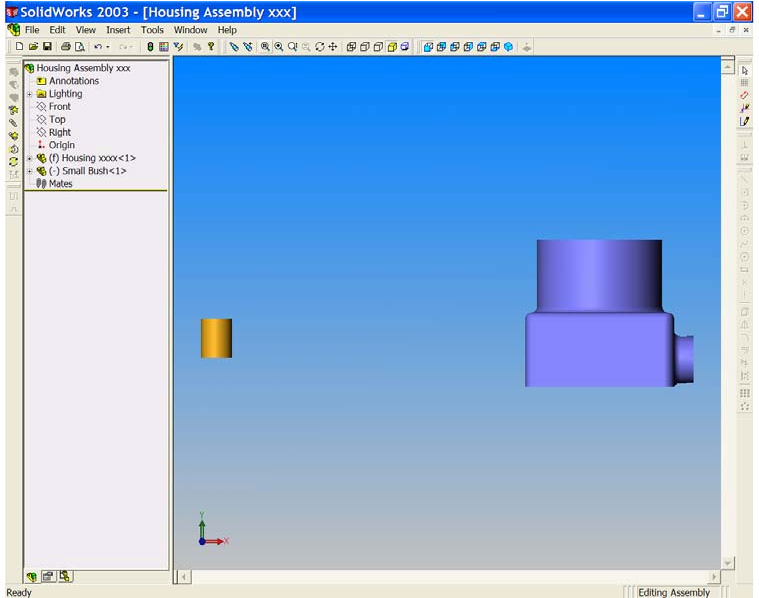 SolidWorks 2003 - [Housing Assembly xxx]
File Edit View Insert Tools Window Help
Housing Assembly xxx
Annotations
Lighting
Front
Top
Right
Origin
(f) Housing xxxx<1>
(-) Small Bush<1>
Mates
Y
X
Ready
Editing Assembly